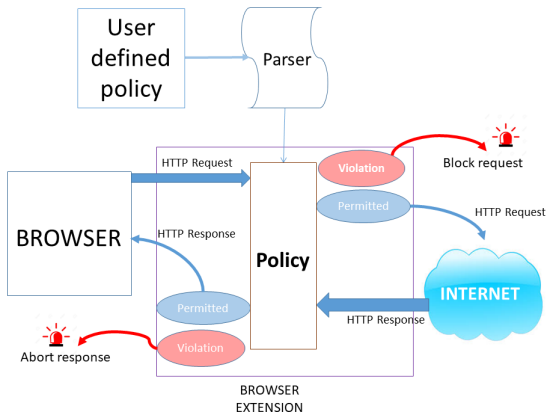 User
defined
policy
Parser
HTTP Request
Violation
Block request
Permitted
HTTP Request
BROWSER
HTTP Response
Policy
INTERNET
Permitted
HTTP Response
Violation
Abort response
BROWSER
EXTENSION